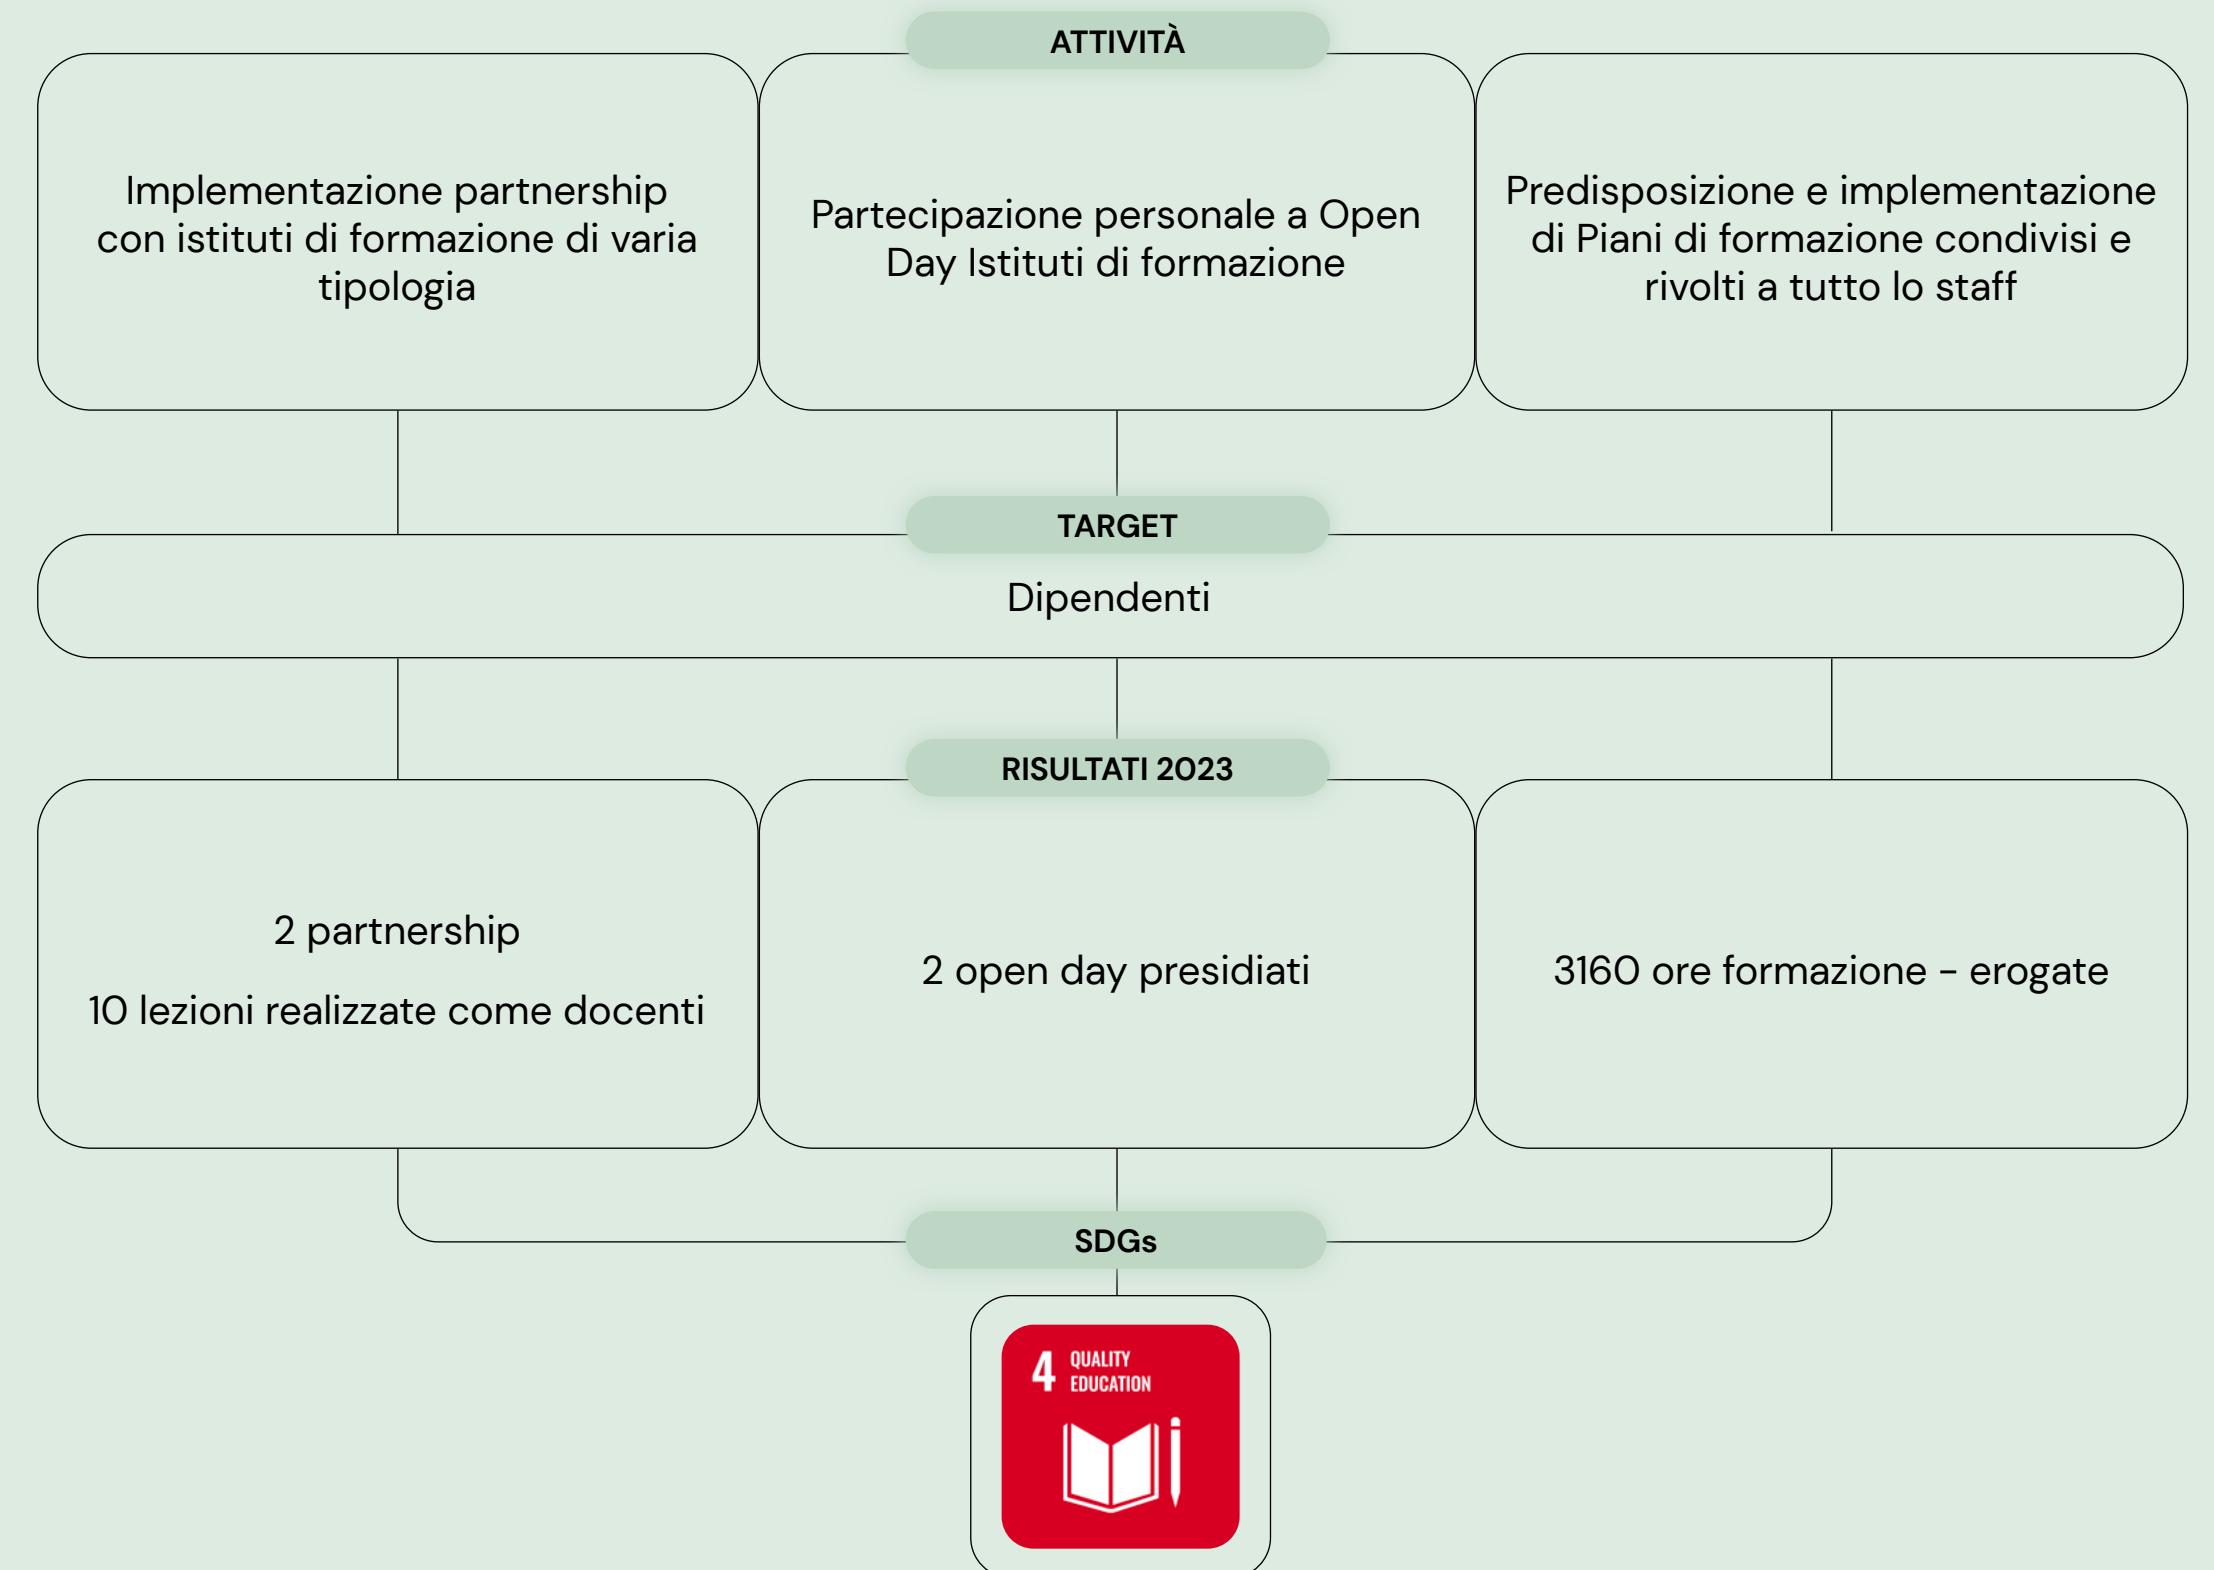 ATTIVITÀ
Implementazione partnership
con istituti di formazione di varia
tipologia
Partecipazione personale a Open
Day Istituti di formazione
Predisposizione e implementazione
di Piani di formazione condivisi e
rivolti a tutto lo staff
TARGET
Dipendenti
RISULTATI 2023
2 partnership
10 lezioni realizzate come docenti
2 open day presidiati
3160 ore formazione - erogate
SDGs
4 QUALITY
EDUCATION